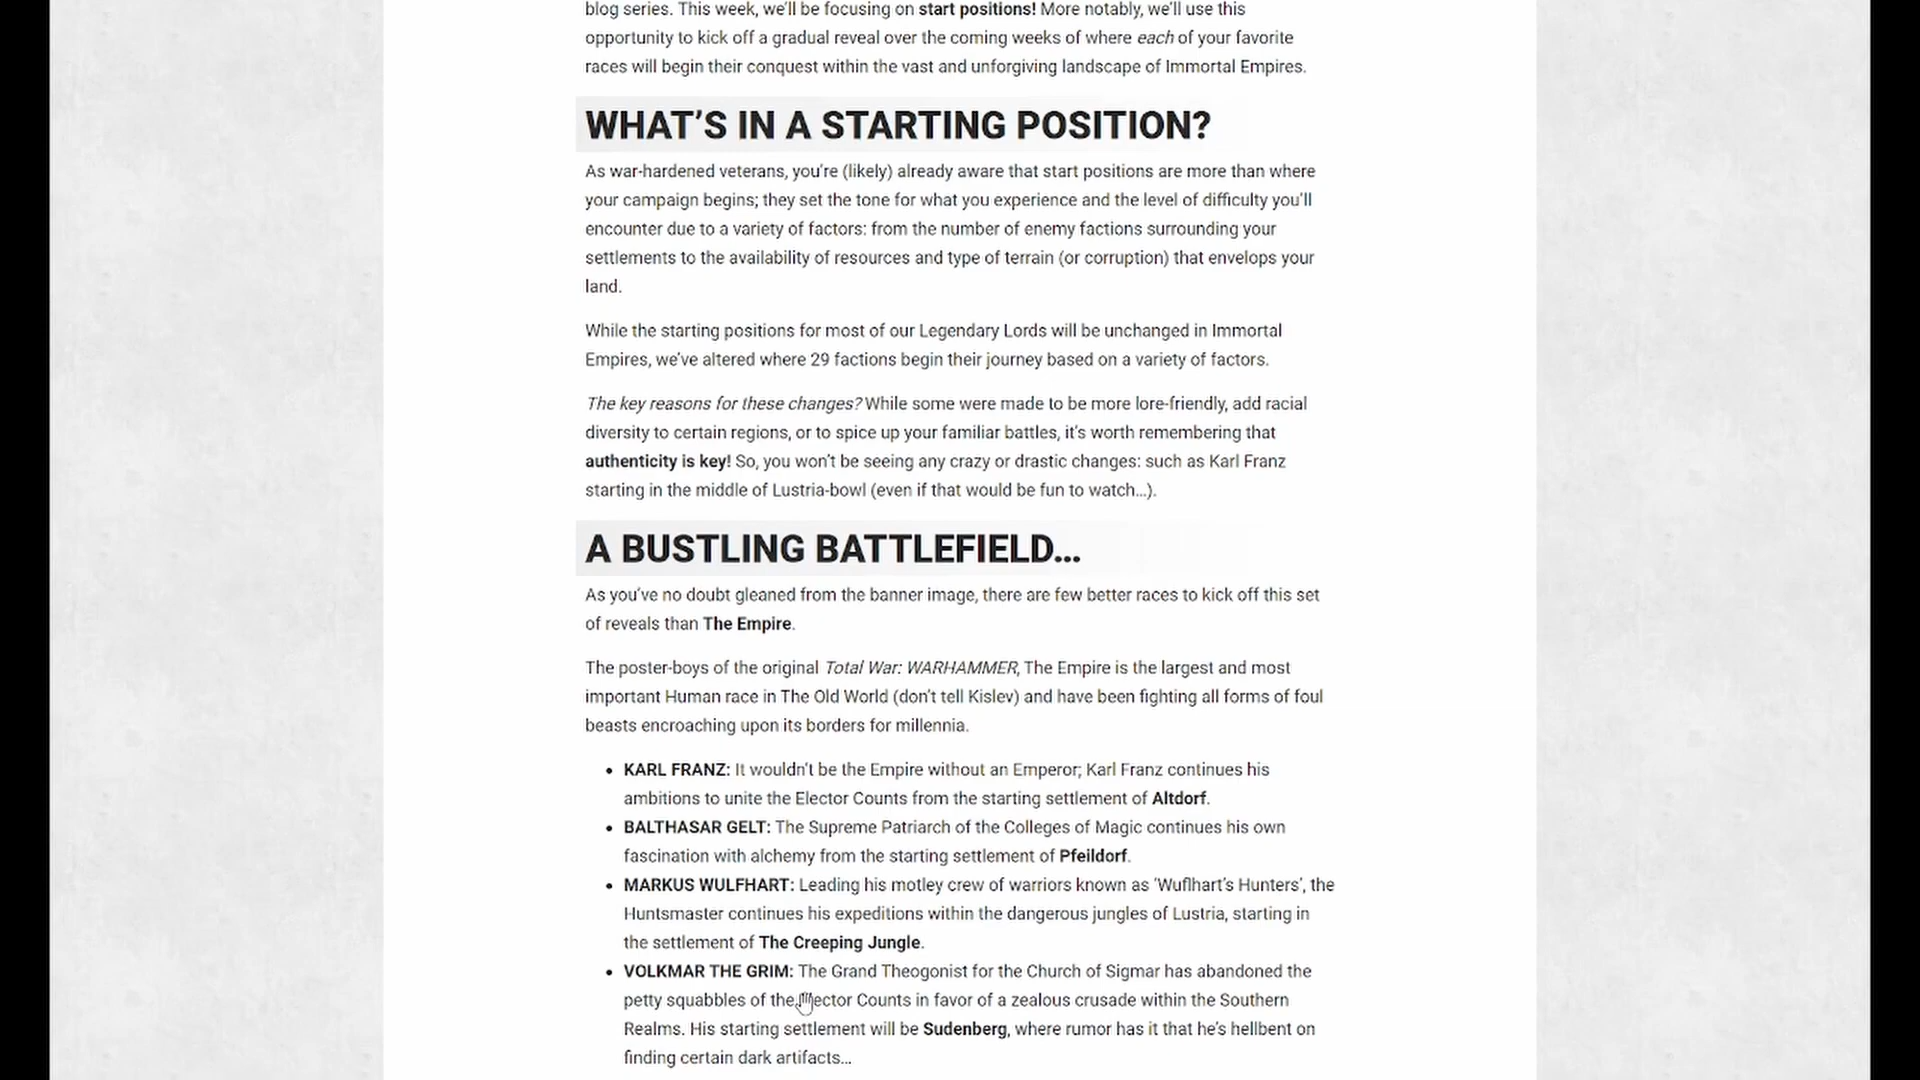 blog series. This week, we’ll be focusing on start positions! More notably, we’ll use this
opportunity to kick off a gradual reveal over the coming weeks of where each of your favorite
races will begin their conquest within the vast and unforgiving landscape of Immortal Empires.
WHAT’S IN A STARTING POSITION?
As war-hardened veterans, you’re (likely) already aware that start positions are more than where
your campaign begins; they set the tone for what you experience and the level of difficulty you’ll
encounter due to a variety of factors: from the number of enemy factions surrounding your
settlements to the availability of resources and type of terrain (or corruption) that envelops your
land.
While the starting positions for most of our Legendary Lords will be unchanged in Immortal
Empires, we’ve altered where 29 factions begin their journey based on a variety of factors.
The key reasons for these changes? While some were made to be more lore-friendly, add racial
diversity to certain regions, or to spice up your familiar battles, it’s worth remembering that
authenticity is key! So, you won’t be seeing any crazy or drastic changes: such as Karl Franz
starting in the middle of Lustria-bowl (even if that would be fun to watch…).
A BUSTLING BATTLEFIELD…
As you’ve no doubt gleaned from the banner image, there are few better races to kick off this set
of reveals than The Empire.
The poster-boys of the original Total War: WARHAMMER, The Empire is the largest and most
important Human race in The Old World (don’t tell Kislev) and have been fighting all forms of foul
beasts encroaching upon its borders for millennia.
• KARL FRANZ: It wouldn’t be the Empire without an Emperor; Karl Franz continues his
ambitions to unite the Elector Counts from the starting settlement of Altdorf.
• BALTHASAR GELT: The Supreme Patriarch of the Colleges of Magic continues his own
fascination with alchemy from the starting settlement of Pfeildorf.
• MARKUS WULFHART: Leading his motley crew of warriors known as ‘Wuflhart’s Hunters’, the
Huntsmaster continues his expeditions within the dangerous jungles of Lustria, starting in
the settlement of The Creeping Jungle.
• VOLKMAR THE GRIM: The Grand Theogonist for the Church of Sigmar has abandoned the
petty squabbles of the Elector Counts in favor of a zealous crusade within the Southern
Realms. His starting settlement will be Sudenberg, where rumor has it that he’s hellbent on
finding certain dark artifacts…